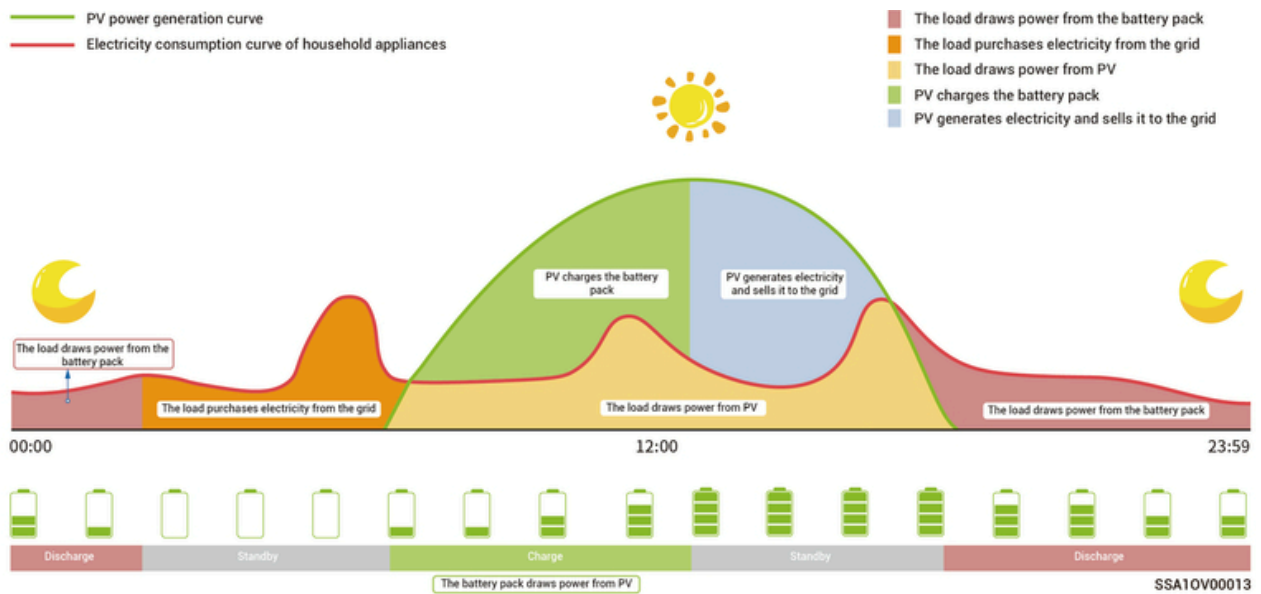 PV power generation curve
Electricity consumption curve of household appliances
The load draws power from the battery pack
The load purchases electricity from the grid
The load draws power from PV
PV charges the battery pack
PV generates electricity and sells it to the grid
PV charges the battery
pack
PV generates electricity
and sells it to the grid
The load draws power from the
battery pack
The load purchases electricity from the grid
The load draws power from PV
The load draws power from the battery pack
00:00
12:00
23:59
Discharge
Standby
Charge
Standby
Discharge
The battery pack draws power from PV
SSA1OV00013